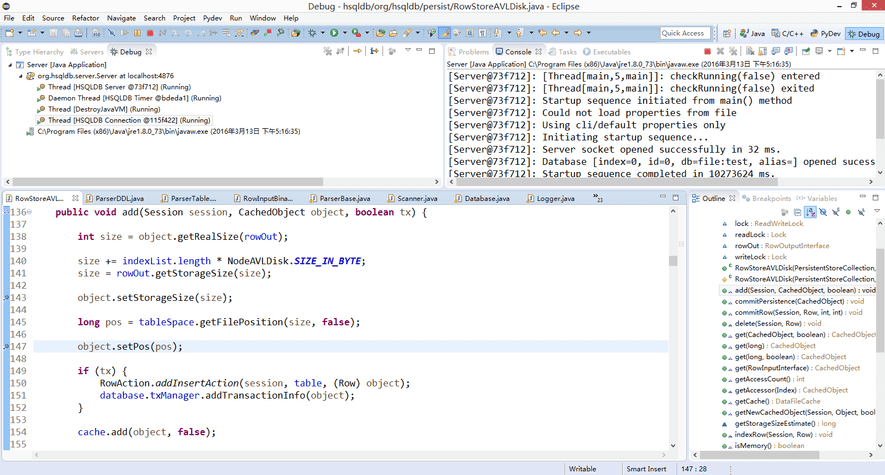 Debug - hsqldb/org/hsqldb/persist/RowStoreAVLDisk.java - Eclipse
File Edit Source Refactor Navigate Search Project Pydev Run Window Help
Quick Access Java C/C++ PyDev Debug
Type Hierarchy Servers Debug
Server [Java Application]
org.hsqldb.server.Server at localhost:4876
Thread [HSQLDB Server @73f712] (Running)
Daemon Thread [HSQLDB Timer @bdeda1] (Running)
Thread [DestroyJavaVM] (Running)
Thread [HSQLDB Connection @115f422] (Running)
C:\Program Files (x86)\Java\jre1.8.0_73\bin\javaw.exe (2016年3月13日 下午5:16:35)
Problems Console Tasks Executables
Server [Java Application] C:\Program Files (x86)\Java\jre1.8.0_73\bin\javaw.exe (2016年3月13日 下午5:16:35)
[Server@73f712]: [Thread[main,5,main]]: checkRunning(false) entered
[Server@73f712]: [Thread[main,5,main]]: checkRunning(false) exited
[Server@73f712]: Startup sequence initiated from main() method
[Server@73f712]: Could not load properties from file
[Server@73f712]: Using cli/default properties only
[Server@73f712]: Initiating startup sequence...
[Server@73f712]: Server socket opened successfully in 32 ms.
[Server@73f712]: Database [index=0, id=0, db=file:test, alias=] opened sucess
[Server@73f712]: Startup sequence completed in 10273624 ms.
RowStoreAVL... ParserDDL.java ParserTable... RowInputBina... ParserBase.java Scanner.java Database.java Logger.java »23
136 public void add(Session session, CachedObject object, boolean tx) {
137
138 int size = object.getRealSize(rowOut);
139
140 size += indexList.length * NodeAVLDisk.SIZE_IN_BYTE;
141 size = rowOut.getStorageSize(size);
142
143 object.setStorageSize(size);
144
145 long pos = tableSpace.getFilePosition(size, false);
146
147 object.setPos(pos);
148
149 if (tx) {
150 RowAction.addInsertAction(session, table, (Row) object);
151 database.txManager.addTransactionInfo(object);
152 }
153
154 cache.add(object, false);
155
Outline Breakpoints Variables
lock : ReadWriteLock
readLock : Lock
rowOut : RowOutputInterface
writeLock : Lock
RowStoreAVLDisk(PersistentStoreCollection,
RowStoreAVLDisk(PersistentStoreCollection,
add(Session, CachedObject, boolean) : void
commitPersistence(CachedObject) : void
commitRow(Session, Row, int, int) : void
delete(Session, Row) : void
get(CachedObject, boolean) : CachedObject
get(long) : CachedObject
get(long, boolean) : CachedObject
get(RowInputInterface) : CachedObject
getAccessCount() : int
getAccessor(Index) : CachedObject
getCache() : DataFileCache
getNewCachedObject(Session, Object, bool
getStorageSizeEstimate() : long
indexRow(Session, Row) : void
isMemory() : boolean
Writable Smart Insert 147 : 28